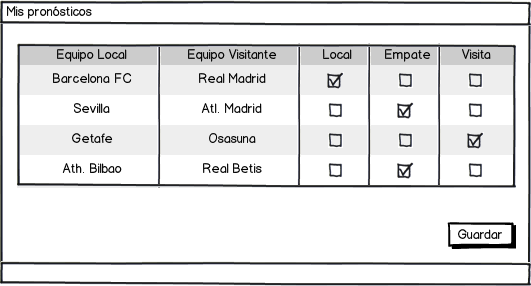 Mis pronósticos
Equipo Local Equipo Visitante Local Empate Visita
Barcelona FC Real Madrid
Sevilla Atl. Madrid
Getafe Osasuna
Ath. Bilbao Real Betis
Guardar